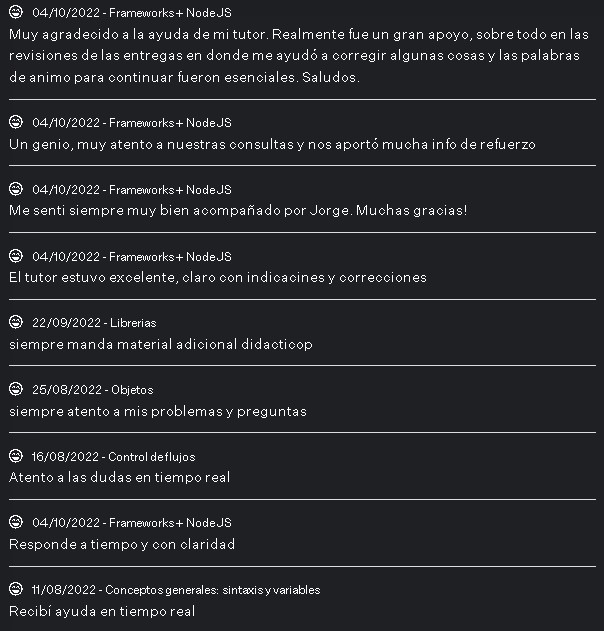 04/10/2022 - Frameworks + NodeJS
Muy agradecido a la ayuda de mi tutor. Realmente fue un gran apoyo, sobre todo en las
revisiones de las entregas en donde me ayudó a corregir algunas cosas y las palabras
de animo para continuar fueron esenciales. Saludos.
04/10/2022 - Frameworks + NodeJS
Un genio, muy atento a nuestras consultas y nos aportó mucha info de refuerzo
04/10/2022 - Frameworks + NodeJS
Me senti siempre muy bien acompañado por Jorge. Muchas gracias!
04/10/2022 - Frameworks + NodeJS
El tutor estuvo excelente, claro con indicacines y correcciones
22/09/2022 - Librerias
siempre manda material adicional didacticop
25/08/2022 - Objetos
siempre atento a mis problemas y preguntas
16/08/2022 - Control de flujos
Atento a las dudas en tiempo real
04/10/2022 - Frameworks + NodeJS
Responde a tiempo y con claridad
11/08/2022 - Conceptos generales: sintaxis y variables
Recibí ayuda en tiempo real